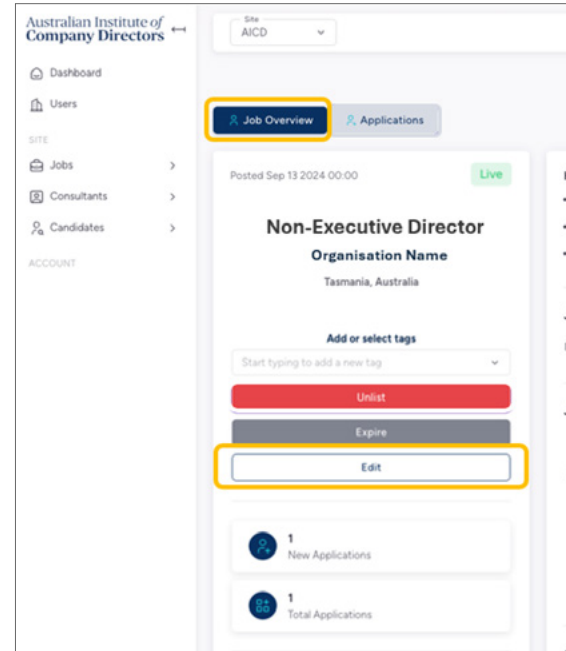 Australian Institute of
Company Directors
Site
AICD
Dashboard
Users
SITE
Jobs
Consultants
Candidates
ACCOUNT
Job Overview
Applications
Posted Sep 13 2024 00:00
Live
Non-Executive Director
Organisation Name
Tasmania, Australia
Add or select tags
Start typing to add a new tag
Unlist
Expire
Edit
1
New Applications
1
Total Applications